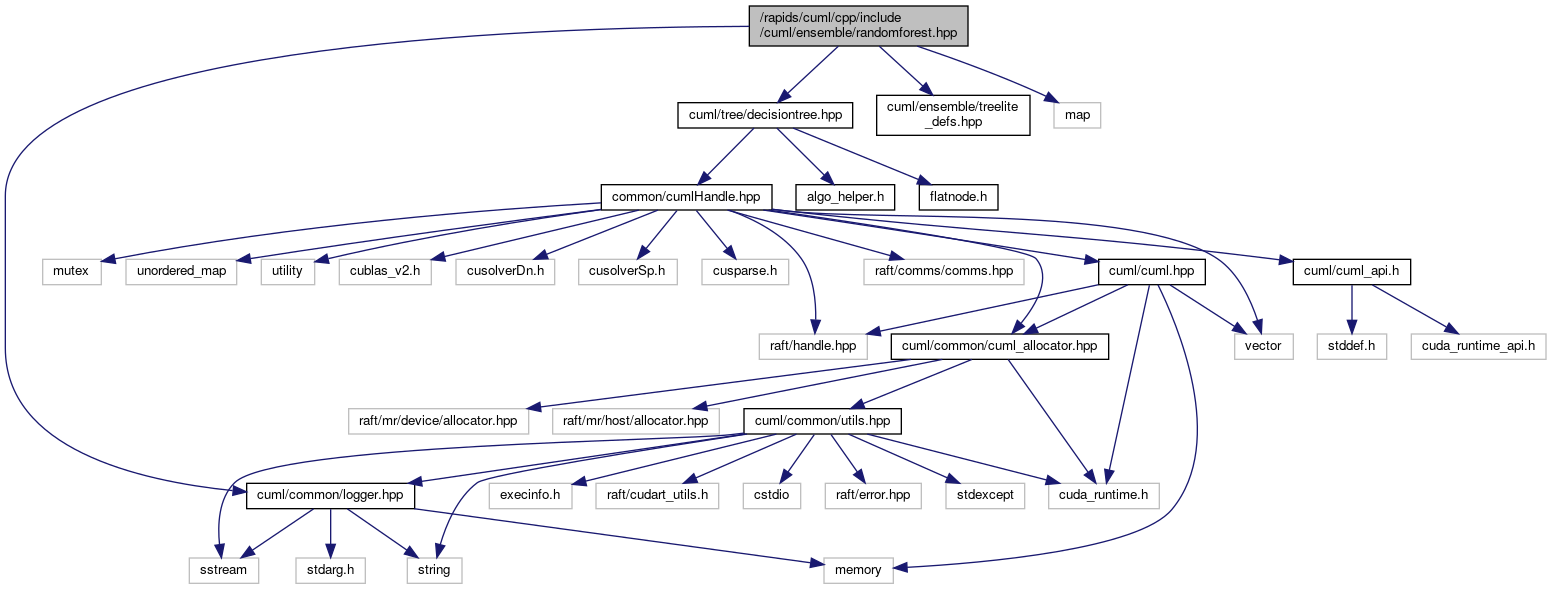 /rapids/cuml/cpp/include
/cuml/ensemble/randomforest.hpp
cuml/tree/decisiontree.hpp
cuml/ensemble/treelite
_defs.hpp
map
common/cumlHandle.hpp
algo_helper.h
flatnode.h
mutex
unordered_map
utility
cublas_v2.h
cusolverDn.h
cusolverSp.h
cusparse.h
raft/comms/comms.hpp
cuml/cuml.hpp
cuml/cuml_api.h
raft/handle.hpp
cuml/common/cuml_allocator.hpp
vector
stddef.h
cuda_runtime_api.h
raft/mr/device/allocator.hpp
raft/mr/host/allocator.hpp
cuml/common/utils.hpp
cuml/common/logger.hpp
execinfo.h
raft/cudart_utils.h
cstdio
raft/error.hpp
stdexcept
cuda_runtime.h
sstream
stdarg.h
string
memory